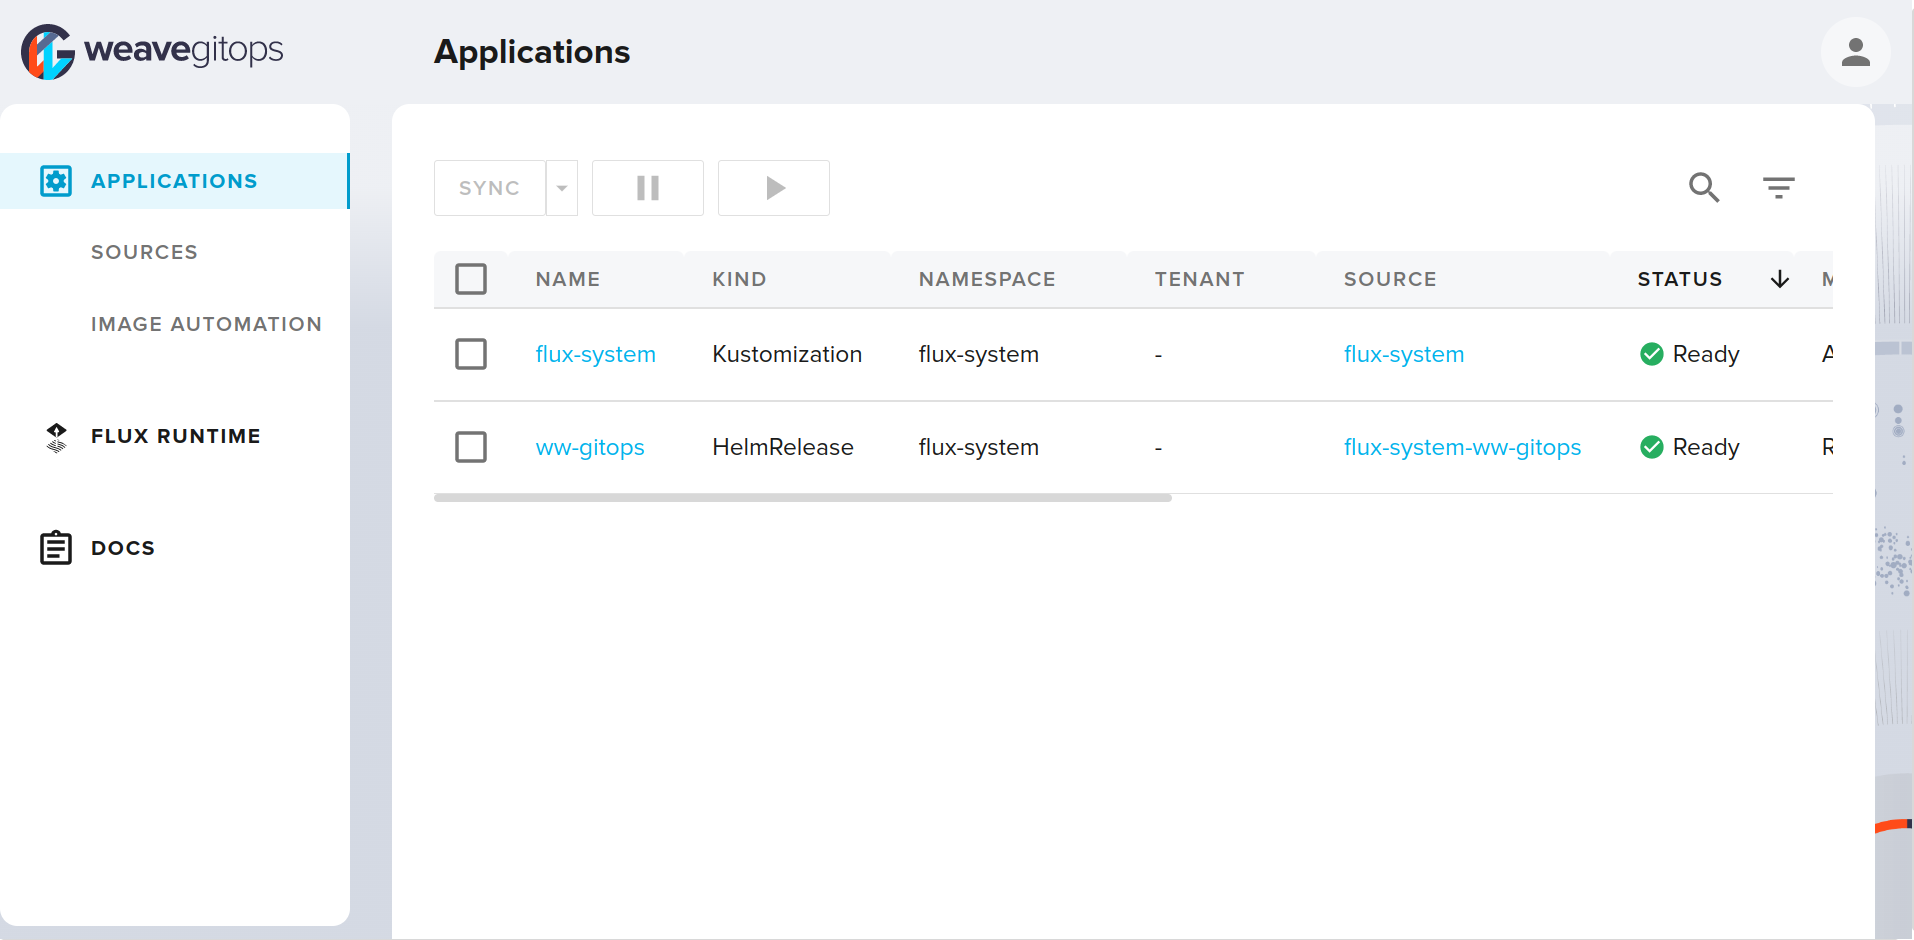 weavegitops
Applications
APPLICATIONS
SOURCES
IMAGE AUTOMATION
FLUX RUNTIME
DOCS
SYNC
NAME KIND NAMESPACE TENANT SOURCE STATUS
flux-system Kustomization flux-system - flux-system Ready
ww-gitops HelmRelease flux-system - flux-system-ww-gitops Ready